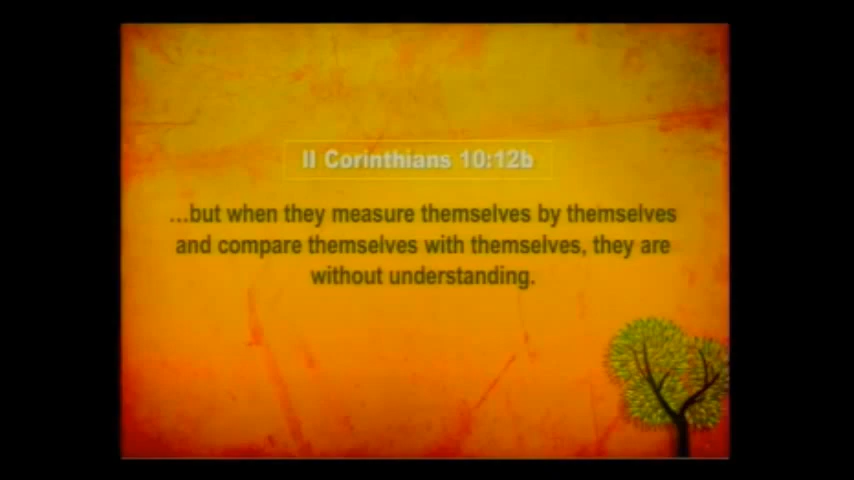 II Corinthians 10:12b
...but when they measure themselves by themselves
and compare themselves with themselves, they are
without understanding.